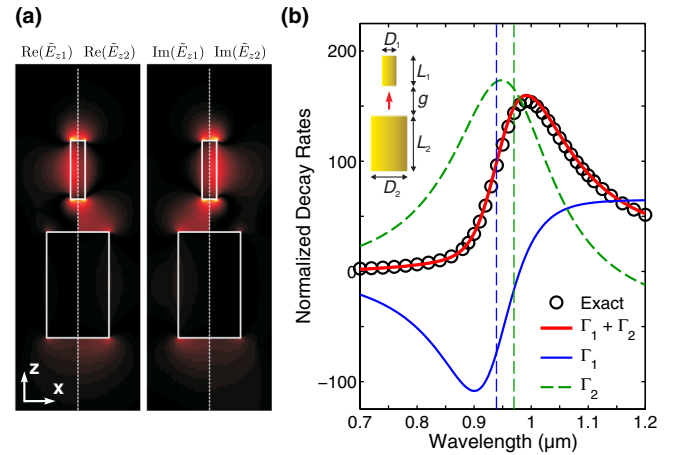 (a)
Re(Ẽz1) Re(Ẽz2) Im(Ẽz1) Im(Ẽz2)
z
x
(b)
Normalized Decay Rates
200
100
0
−100
D1
L1
g
L2
D2
Exact
Γ1 + Γ2
Γ1
Γ2
0.7 0.8 0.9 1 1.1 1.2
Wavelength (μm)